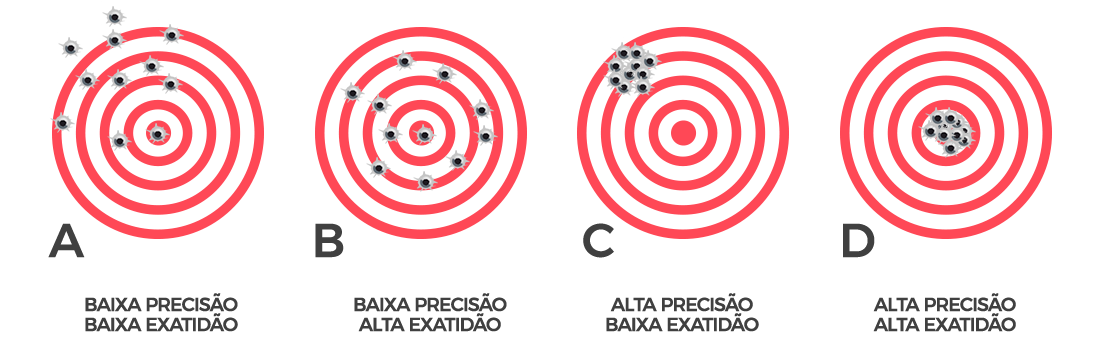 A
B
C
D
BAIXA PRECISÃO
BAIXA EXATIDÃO
BAIXA PRECISÃO
ALTA EXATIDÃO
ALTA PRECISÃO
BAIXA EXATIDÃO
ALTA PRECISÃO
ALTA EXATIDÃO